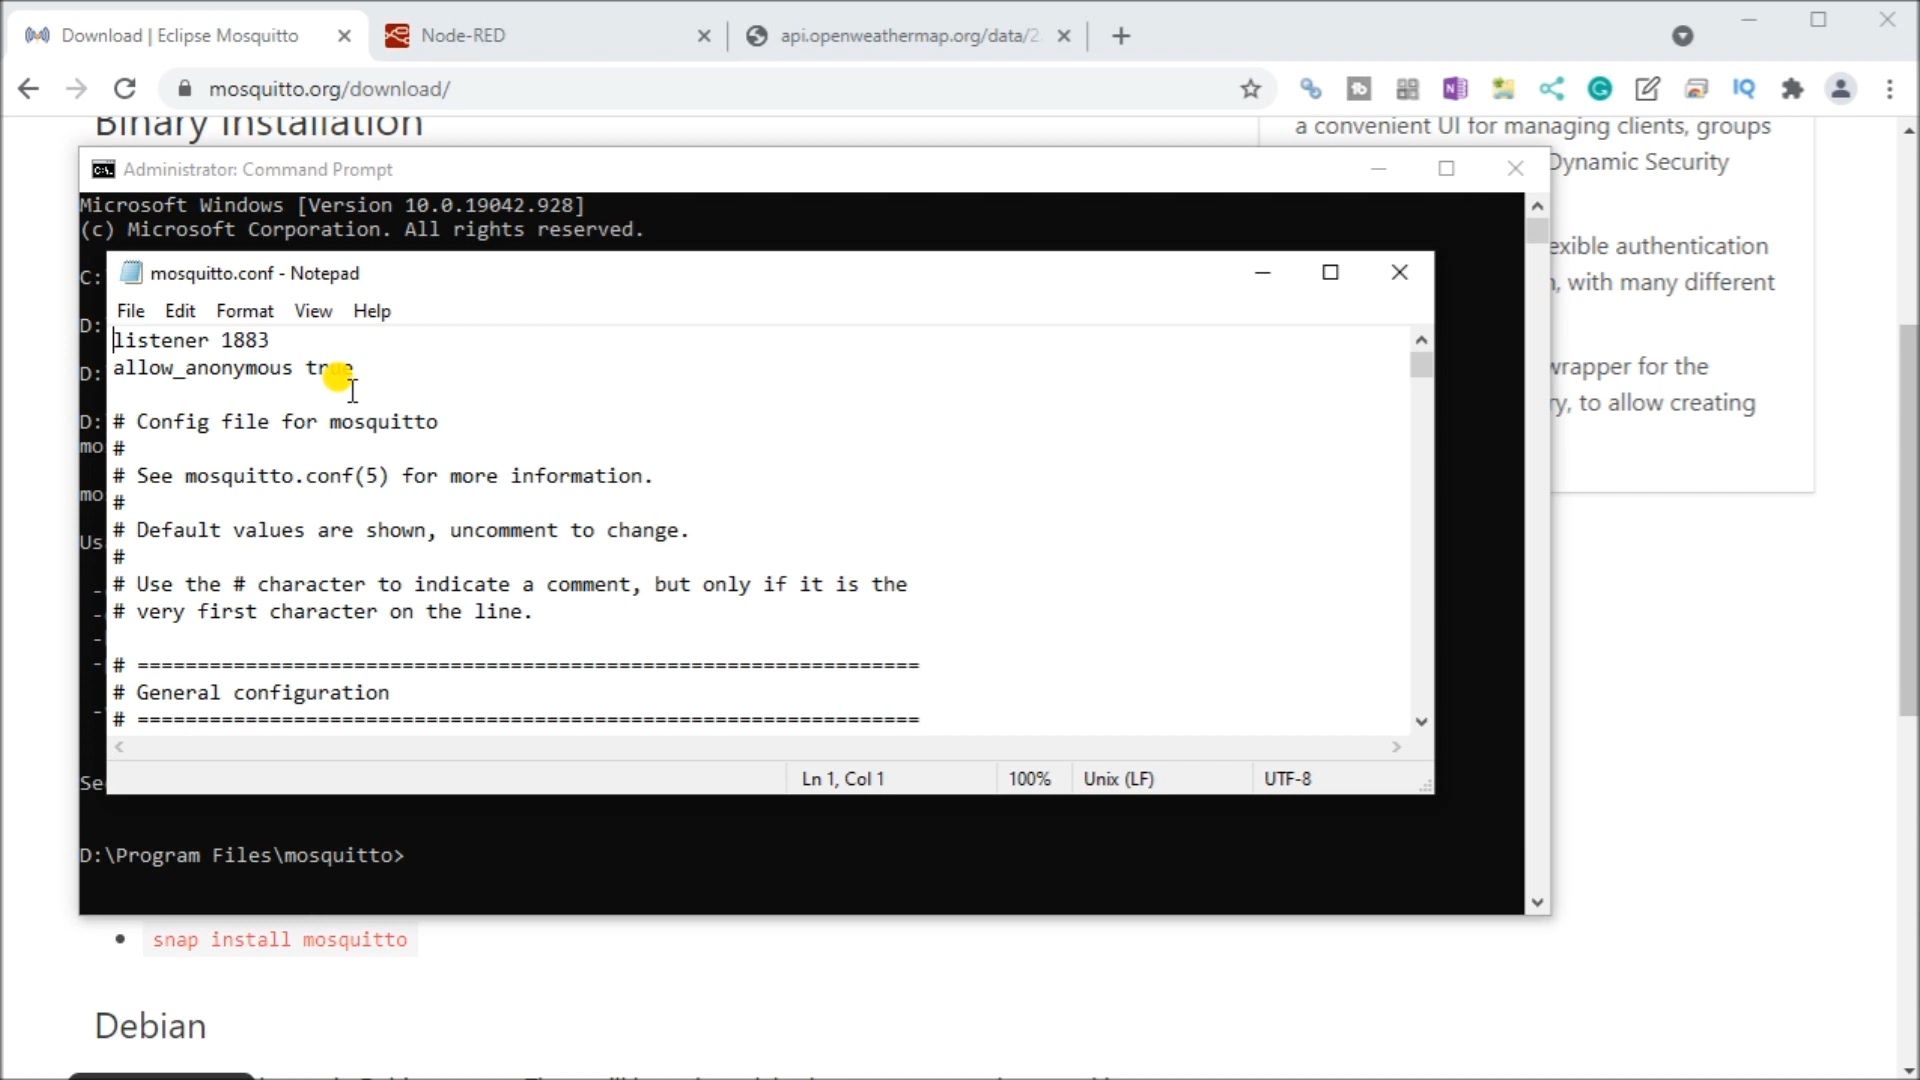 Download | Eclipse Mosquitto
Node-RED
api.openweathermap.org/data/2.
mosquitto.org/download/
Binary Installation
a convenient UI for managing clients, groups
Dynamic Security
exible authentication
, with many different
wrapper for the
ry, to allow creating
Administrator: Command Prompt
Microsoft Windows [Version 10.0.19042.928]
(c) Microsoft Corporation. All rights reserved.
C:
D:
D:
D:
mo
mo
Us
Se
mosquitto.conf - Notepad
File Edit Format View Help
listener 1883
allow_anonymous true
# Config file for mosquitto
#
# See mosquitto.conf(5) for more information.
#
# Default values are shown, uncomment to change.
#
# Use the # character to indicate a comment, but only if it is the
# very first character on the line.
# =================================================================
# General configuration
# =================================================================
Ln 1, Col 1 100% Unix (LF) UTF-8
D:\Program Files\mosquitto>
snap install mosquitto
Debian